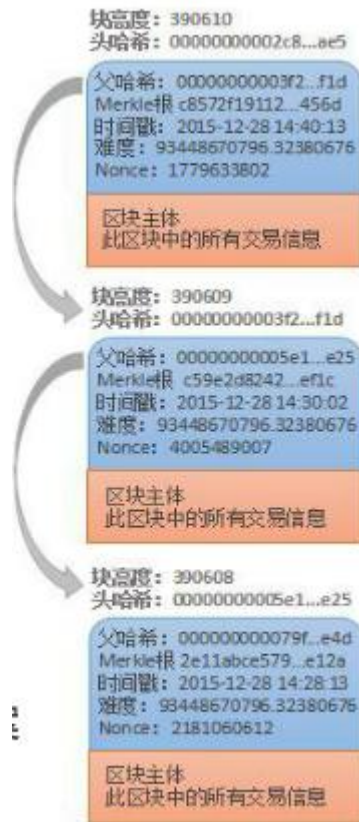 块高度：390610
头哈希：00000000002c8...ae5
父哈希：00000000003f2...f1d
Merkle根 c8572f19112...456d
时间戳：2015-12-28 14:40:13
难度：93448670796.32380676
Nonce：1779633802
区块主体
此区块中的所有交易信息
块高度：390609
头哈希：00000000003f2...f1d
父哈希：00000000005e1...e25
Merkle根 c59e2d8242...ef1c
时间戳：2015-12-28 14:30:02
难度：93448670796.32380676
Nonce：4005489007
区块主体
此区块中的所有交易信息
块高度：390608
头哈希：00000000005e1...e25
父哈希：000000000079f...e4d
Merkle根 2e11abce579...e12a
时间戳：2015-12-28 14:28:13
难度：93448670796.32380676
Nonce：2181060612
区块主体
此区块中的所有交易信息